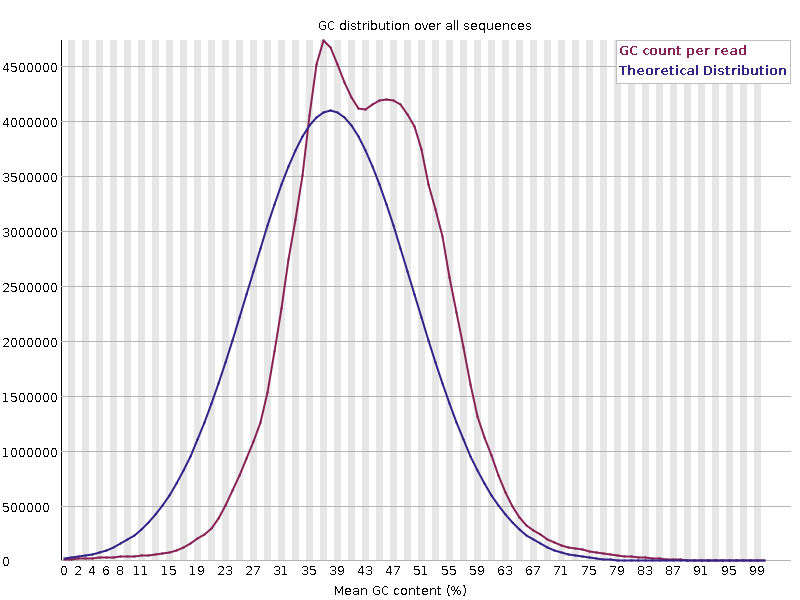 GC distribution over all sequences
GC count per read
Theoretical Distribution
4500000
4000000
3500000
3000000
2500000
2000000
1500000
1000000
500000
0
0 2 4 6 8 11 15 19 23 27 31 35 39 43 47 51 55 59 63 67 71 75 79 83 87 91 95 99
Mean GC content (%)